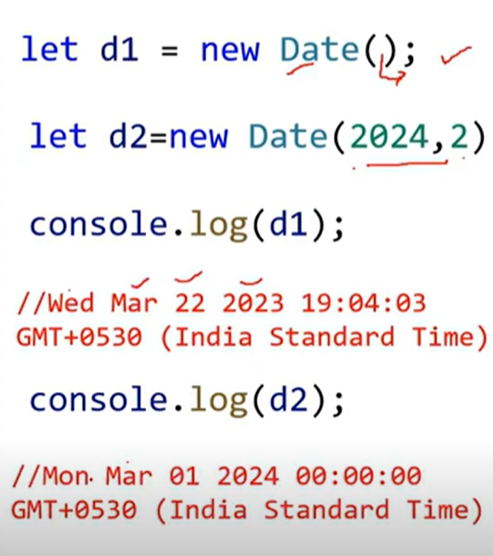 let d1 = new Date();
let d2=new Date(2024,2)
console.log(d1);
//Wed Mar 22 2023 19:04:03
GMT+0530 (India Standard Time)
console.log(d2);
//Mon Mar 01 2024 00:00:00
GMT+0530 (India Standard Time)